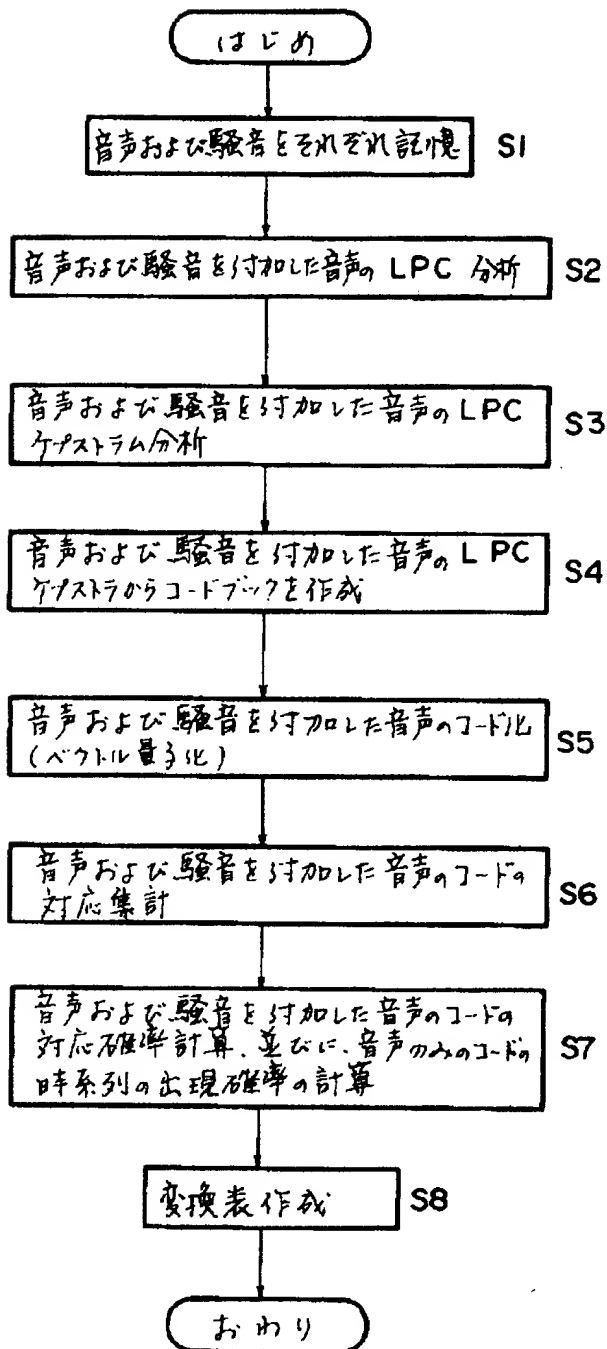 はじめ
音声および騒音をそれぞれ記憶 S1
音声および騒音を付加した音声の LPC 分析 S2
音声および騒音を付加した音声の LPC S3
ケプストラム分析
音声および騒音を付加した音声の LPC S4
ケプストラからコードブックを作成
音声および騒音を付加した音声のコード化 S5
(ベクトル量子化)
音声および騒音を付加した音声のコードの S6
対応集計
音声および騒音を付加した音声のコードの
対応確率計算、並びに、音声のみのコードの S7
時系列の出現確率の計算
変換表作成 S8
おわり